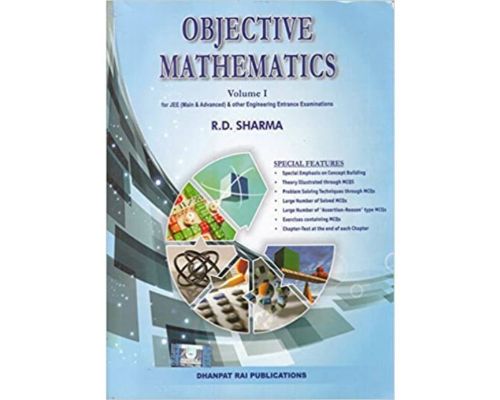 OBJECTIVE
MATHEMATICS
Volume I
for JEE (Main & Advanced) & other Engineering Entrance Examinations
R.D. SHARMA
SPECIAL FEATURES
• Special Emphasis on Concept Building
• Theory Illustrated through MCQS
• Problem Solving Techniques through MCQs
• Large Number of Solved MCQs
• Large Number of 'Assertion-Reason' type MCQs
• Exercises containing MCQs
• Chapter-Test at the end of each Chapter
DHANPAT RAI PUBLICATIONS